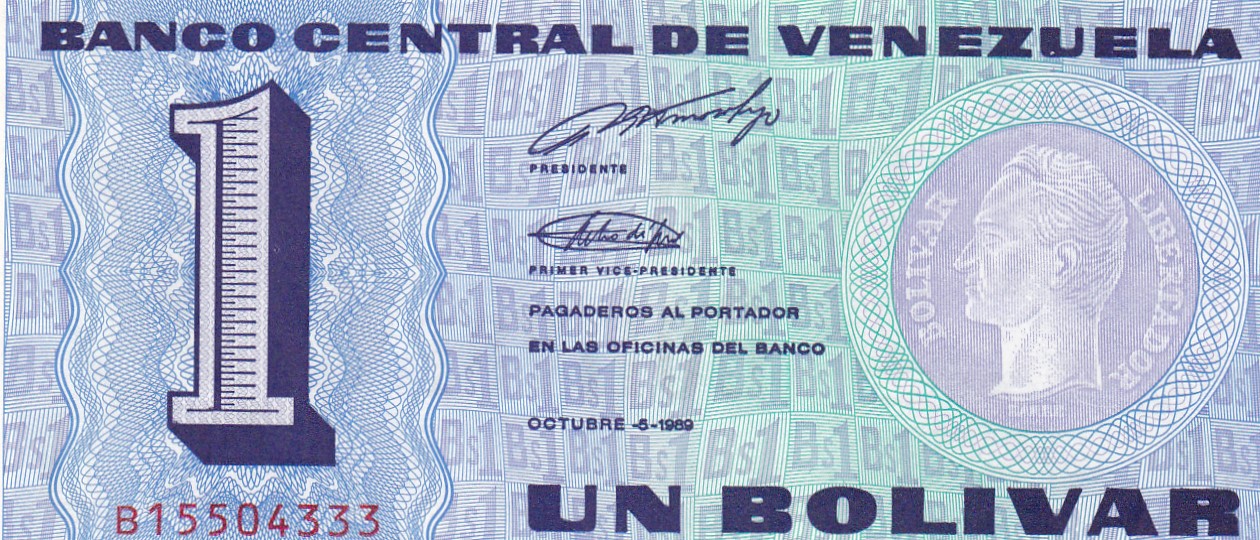 BANCO CENTRAL DE VENEZUELA
1
PRESIDENTE
PRIMER VICE-PRESIDENTE
PAGADEROS AL PORTADOR
EN LAS OFICINAS DEL BANCO
OCTUBRE -5-1989
BOLIVAR LIBERTADOR
B15504333
UN BOLIVAR